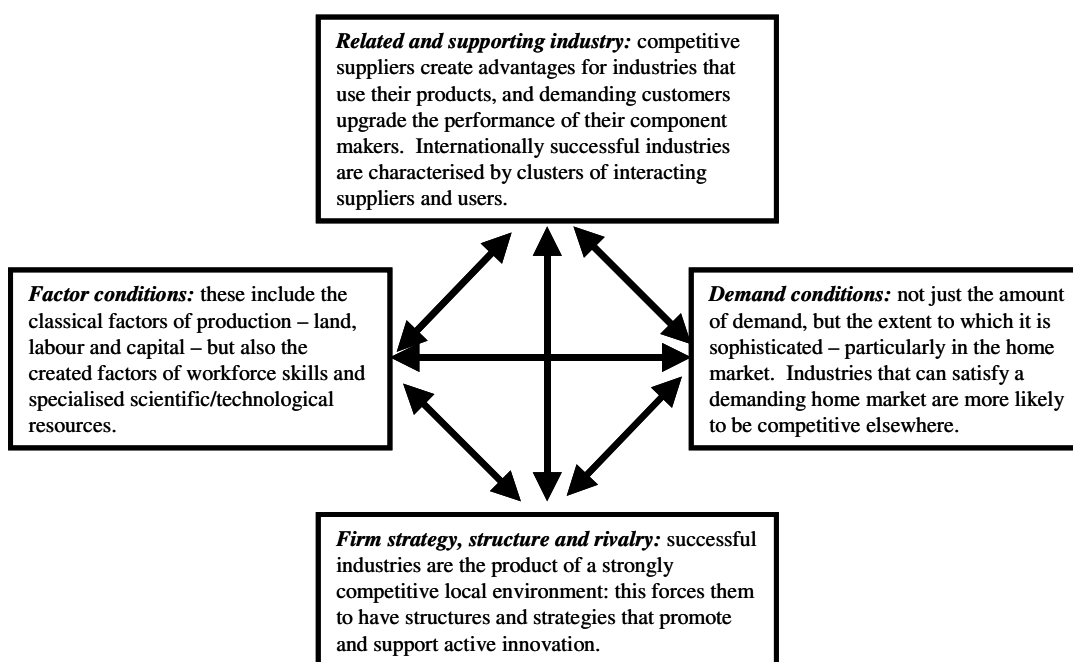 Related and supporting industry: competitive
suppliers create advantages for industries that
use their products, and demanding customers
upgrade the performance of their component
makers.  Internationally successful industries
are characterised by clusters of interacting
suppliers and users.
Factor conditions: these include the
classical factors of production – land,
labour and capital – but also the
created factors of workforce skills and
specialised scientific/technological
resources.
Demand conditions: not just the amount
of demand, but the extent to which it is
sophisticated – particularly in the home
market.  Industries that can satisfy a
demanding home market are more likely
to be competitive elsewhere.
Firm strategy, structure and rivalry: successful
industries are the product of a strongly
competitive local environment: this forces them
to have structures and strategies that promote
and support active innovation.